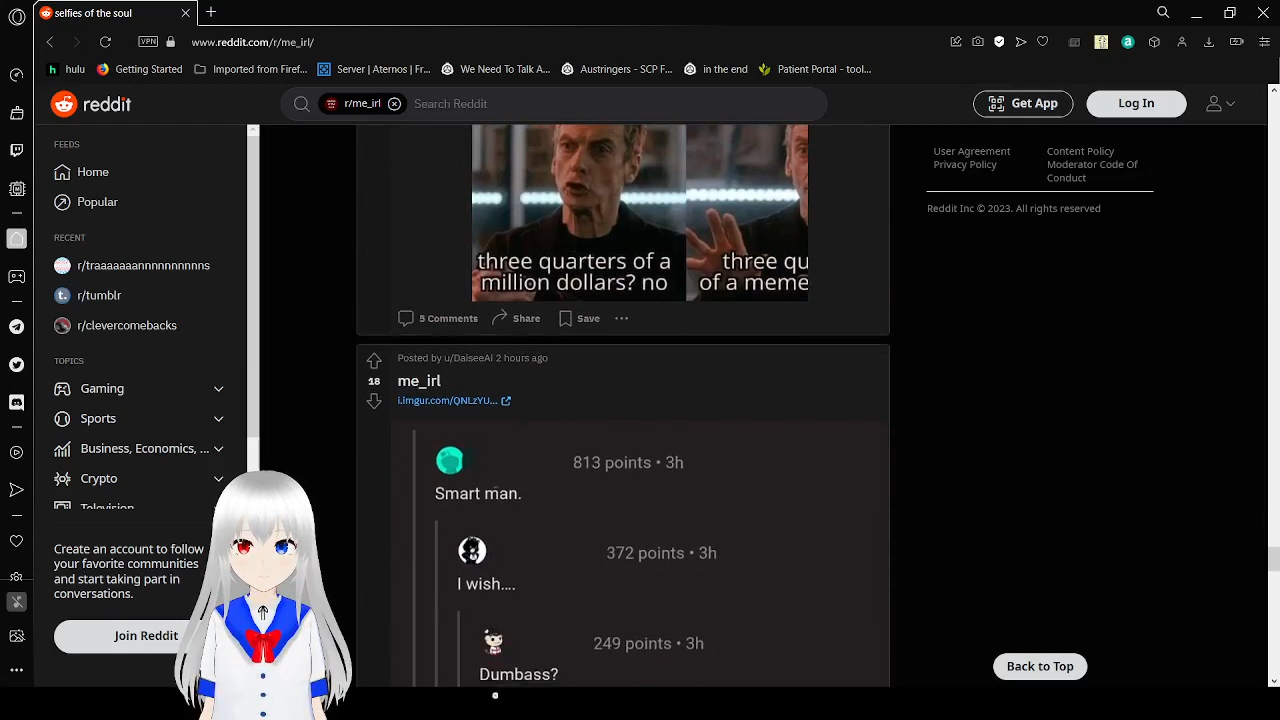 selfies of the soul
VPN
www.reddit.com/r/me_irl/
hulu
Getting Started
Imported from Firef...
Server | Aternos | Fr...
We Need To Talk A...
Austringers - SCP F...
in the end
Patient Portal - tool...
reddit
r/me_irl
Search Reddit
Get App
Log In
FEEDS
Home
Popular
RECENT
r/traaaaaaannnnnnnnnns
r/tumblr
r/clevercomebacks
TOPICS
Gaming
Sports
Business, Economics, ...
Crypto
Television
Create an account to follow
your favorite communities
and start taking part in
conversations.
Join Reddit
three quarters of a
million dollars? no
three qu
of a meme
5 Comments
Share
Save
18
Posted by u/DaiseeAi 2 hours ago
me_irl
i.imgur.com/QNLzYU...
813 points • 3h
Smart man.
372 points • 3h
I wish....
249 points • 3h
Dumbass?
User Agreement
Privacy Policy
Content Policy
Moderator Code Of
Conduct
Reddit Inc © 2023. All rights reserved
Back to Top